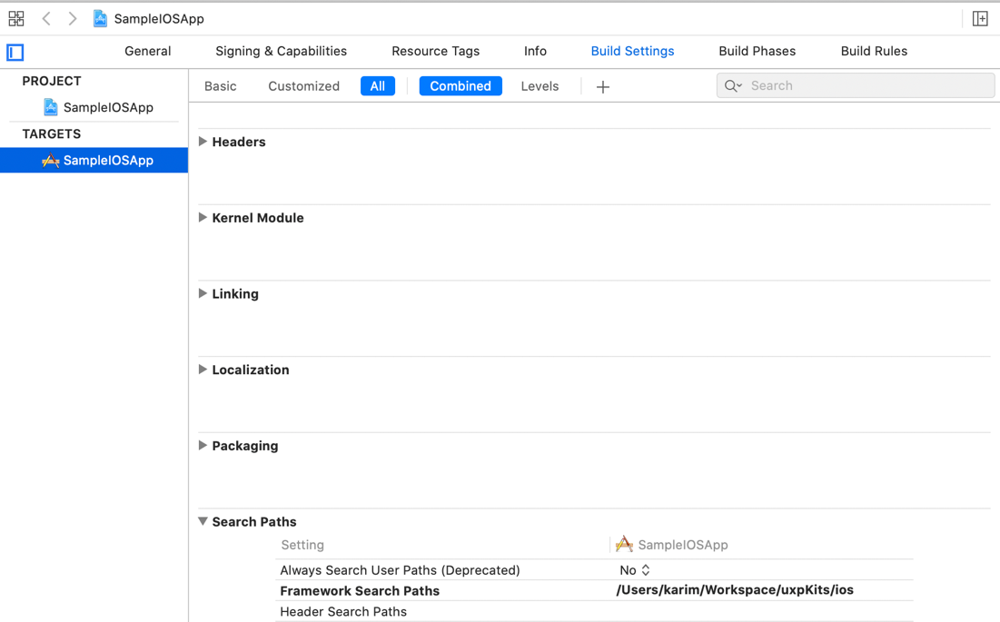 SampleIOSApp
General Signing & Capabilities Resource Tags Info Build Settings Build Phases Build Rules
PROJECT
SampleIOSApp
TARGETS
SampleIOSApp
Basic Customized All Combined Levels Search
Headers
Kernel Module
Linking
Localization
Packaging
Search Paths
Setting SampleIOSApp
Always Search User Paths (Deprecated) No
Framework Search Paths /Users/karim/Workspace/uxpKits/ios
Header Search Paths